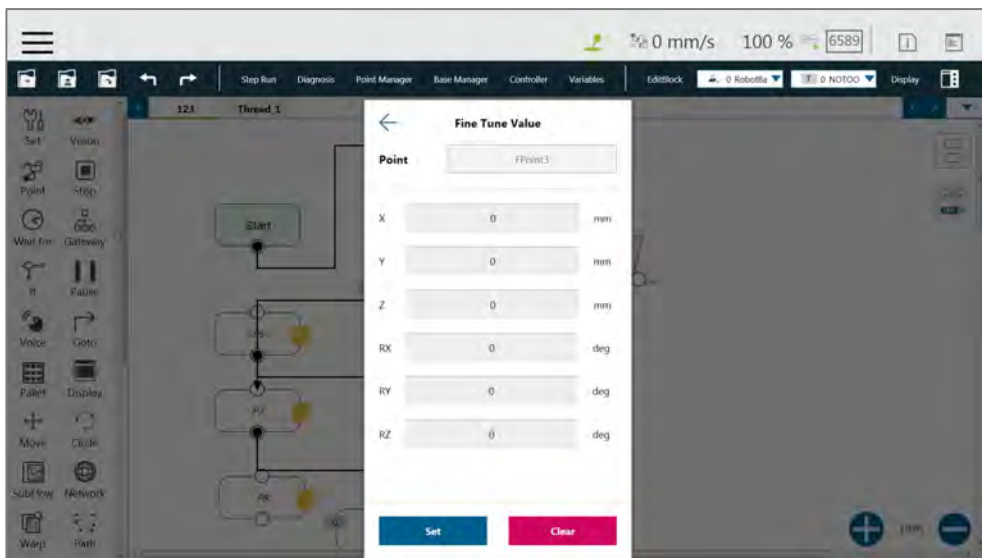 0 mm/s 100 % 6589
Step Run Diagnosis Point Manager Base Manager Controller Variables EditBlock 0 RobotBa T 0 NOTOO Display
123 Thread_1
Set Vision
Point Stop
Wait for Gateway
If Pause
Voice Goto
Pallet Display
Move Circle
Subflow Network
Warp Path
Start
Fine Tune Value
Point FPoint3
X 0 mm
Y 0 mm
Z 0 mm
RX 0 deg
RY 0 deg
RZ 0 deg
Set Clear